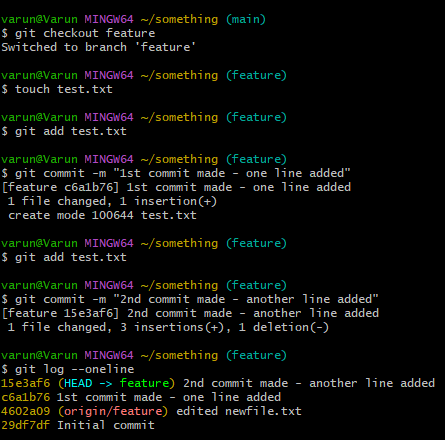 varun@Varun MINGW64 ~/something (main)
$ git checkout feature
Switched to branch 'feature'
varun@Varun MINGW64 ~/something (feature)
$ touch test.txt
varun@Varun MINGW64 ~/something (feature)
$ git add test.txt
varun@Varun MINGW64 ~/something (feature)
$ git commit -m "1st commit made - one line added"
[feature c6a1b76] 1st commit made - one line added
 1 file changed, 1 insertion(+)
 create mode 100644 test.txt
varun@Varun MINGW64 ~/something (feature)
$ git add test.txt
varun@Varun MINGW64 ~/something (feature)
$ git commit -m "2nd commit made - another line added"
[feature 15e3af6] 2nd commit made - another line added
 1 file changed, 3 insertions(+), 1 deletion(-)
varun@Varun MINGW64 ~/something (feature)
$ git log --oneline
15e3af6 (HEAD -> feature) 2nd commit made - another line added
c6a1b76 1st commit made - one line added
4602a09 (origin/feature) edited newfile.txt
29df7df Initial commit